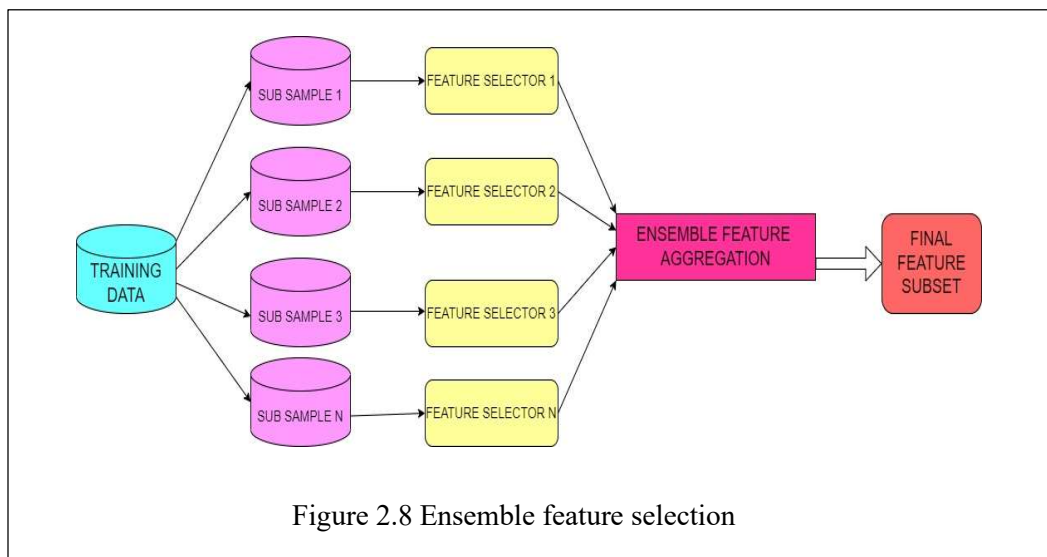 SUB SAMPLE 1
FEATURE SELECTOR 1
SUB SAMPLE 2
FEATURE SELECTOR 2
TRAINING
DATA
ENSEMBLE FEATURE
AGGREGATION
FINAL
FEATURE
SUBSET
SUB SAMPLE 3
FEATURE SELECTOR 3
SUB SAMPLE N
FEATURE SELECTOR N
Figure 2.8 Ensemble feature selection